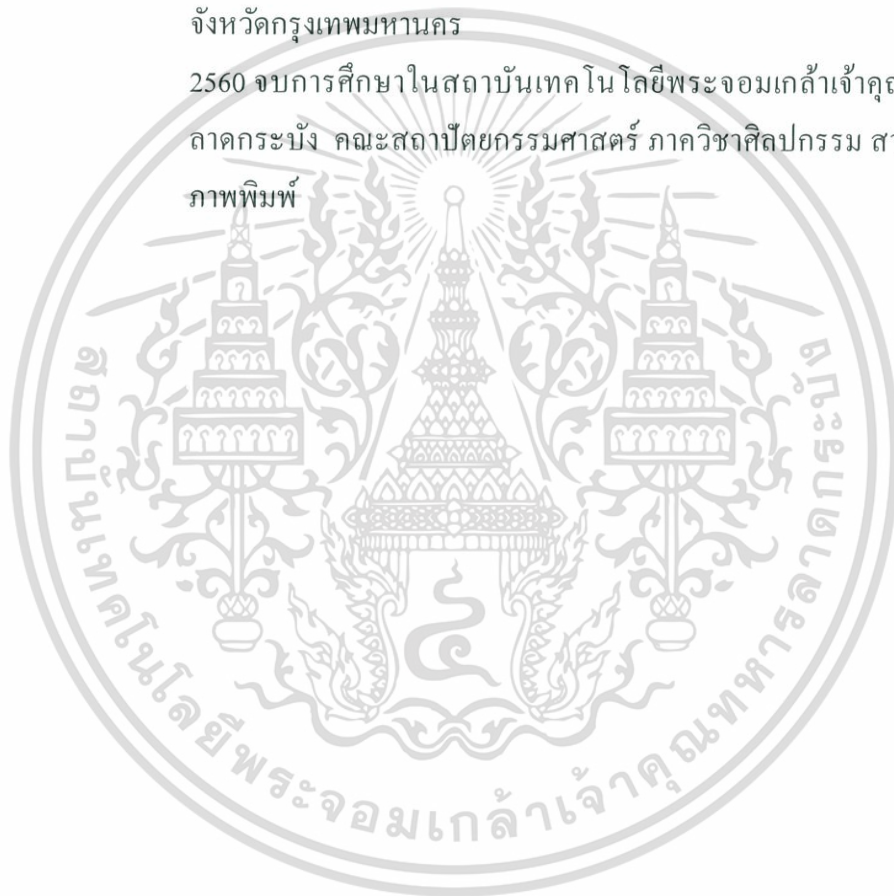 จังหวัดกรุงเทพมหานคร
2560 จบการศึกษาในสถาบันเทคโนโลยีพระจอมเกล้าเจ้าคุณ
ลาดกระบัง คณะสถาปัตยกรรมศาสตร์ ภาควิชาศิลปกรรม
ภาพพิมพ์
สถาบันเทคโนโลยีพระจอมเกล้าเจ้าคุณทหารลาดกระบัง
๔